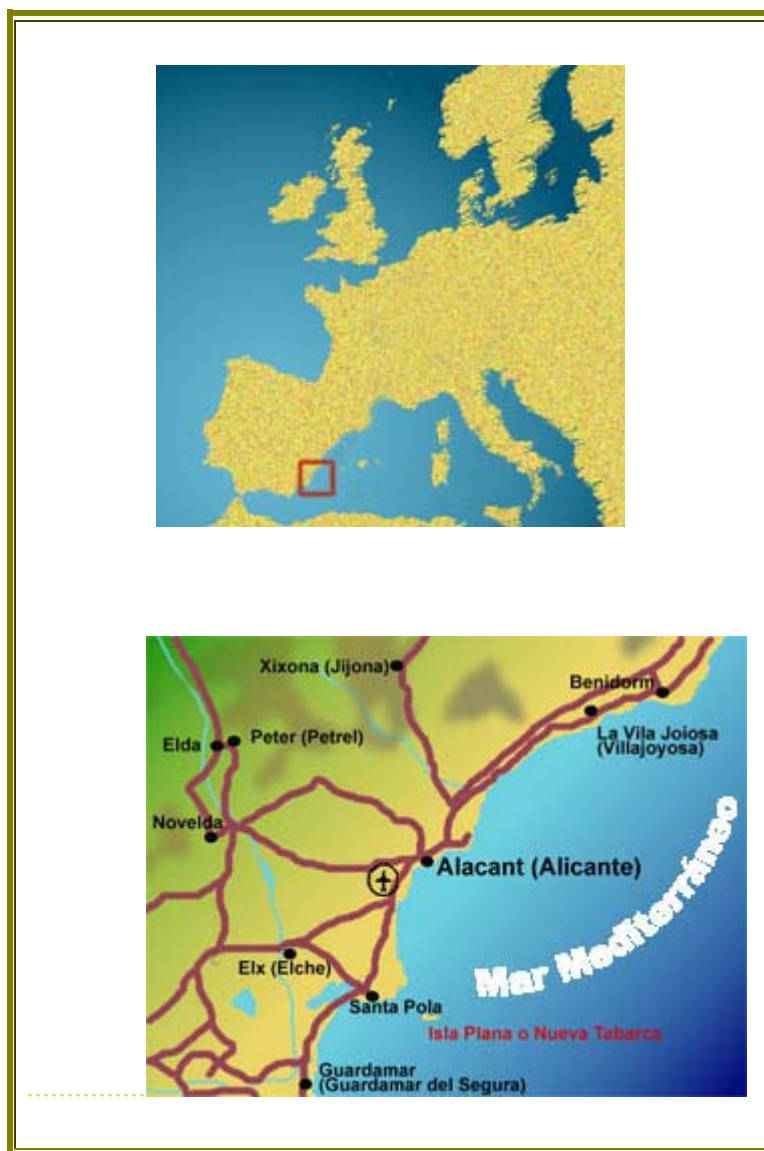 Xixona (Jijona)
Benidorm
La Vila Joiosa
(Villajoyosa)
Peter (Petrel)
Elda
Novelda
Alacant (Alicante)
Mar Mediterráneo
Elx (Elche)
Santa Pola
Isla Plana o Nueva Tabarca
Guardamar
(Guardamar del Segura)